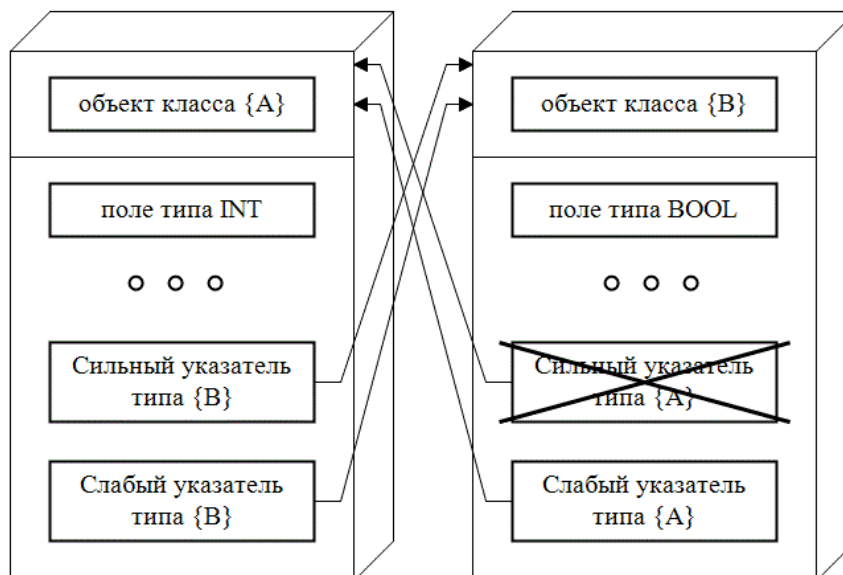 объект класса {A}
поле типа INT
Сильный указатель
типа {B}
Слабый указатель
типа {B}
объект класса {B}
поле типа BOOL
Сильный указатель
типа {A}
Слабый указатель
типа {A}